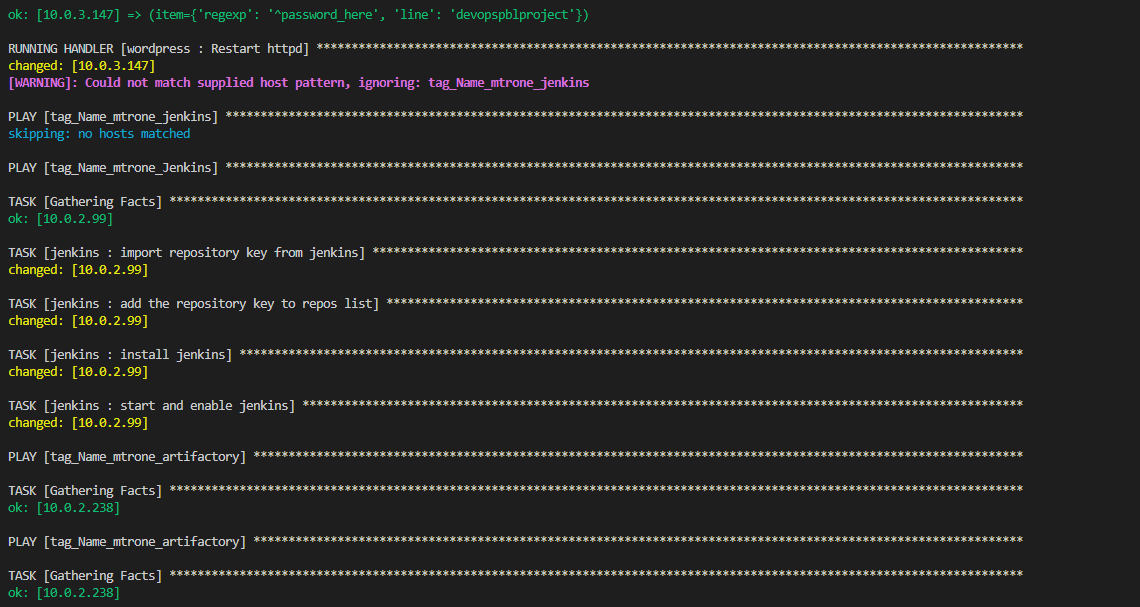 ok: [10.0.3.147] => (item={'regexp': '^password_here', 'line': 'devopspblproject'})
RUNNING HANDLER [wordpress : Restart httpd] *****************************************************************************************************
changed: [10.0.3.147]
[WARNING]: Could not match supplied host pattern, ignoring: tag_Name_mtrone_jenkins
PLAY [tag_Name_mtrone_jenkins] ******************************************************************************************************************
skipping: no hosts matched
PLAY [tag_Name_mtrone_Jenkins] ******************************************************************************************************************
TASK [Gathering Facts] **************************************************************************************************************************
ok: [10.0.2.99]
TASK [jenkins : import repository key from jenkins] *********************************************************************************************
changed: [10.0.2.99]
TASK [jenkins : add the repository key to repos list] *******************************************************************************************
changed: [10.0.2.99]
TASK [jenkins : install jenkins] ****************************************************************************************************************
changed: [10.0.2.99]
TASK [jenkins : start and enable jenkins] *******************************************************************************************************
changed: [10.0.2.99]
PLAY [tag_Name_mtrone_artifactory] **************************************************************************************************************
TASK [Gathering Facts] **************************************************************************************************************************
ok: [10.0.2.238]
PLAY [tag_Name_mtrone_artifactory] **************************************************************************************************************
TASK [Gathering Facts] **************************************************************************************************************************
ok: [10.0.2.238]